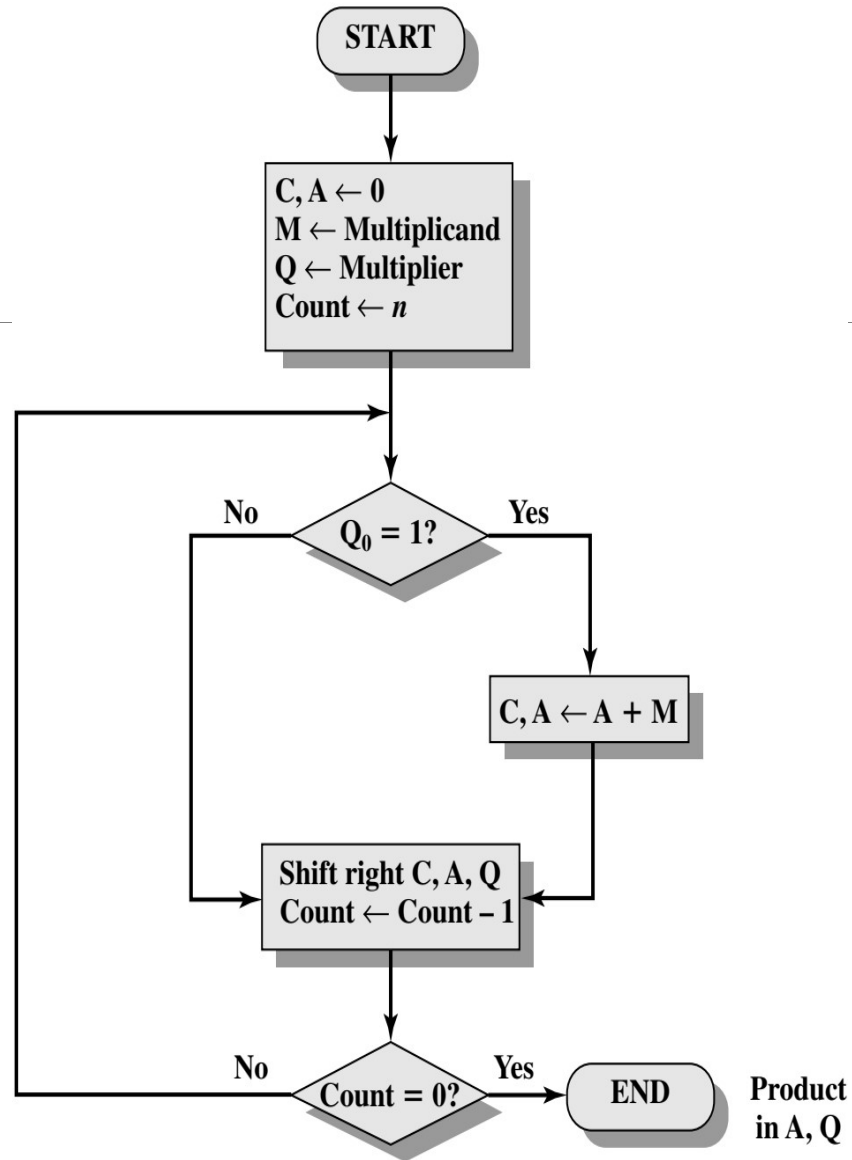 START
C, A ← 0
M ← Multiplicand
Q ← Multiplier
Count ← n
No
Yes
Q₀ = 1?
C, A ← A + M
Shift right C, A, Q
Count ← Count – 1
No
Yes
Count = 0?
END
Product
in A, Q